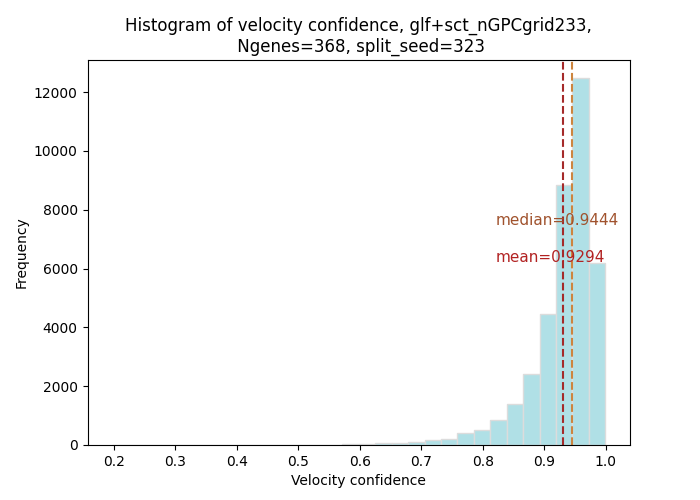 Histogram of velocity confidence, glf+sct_nGPCgrid233,
Ngenes=368, split_seed=323
12000
10000
8000
6000
4000
2000
0
Frequency
median=0.9444
mean=0.9294
0.2 0.3 0.4 0.5 0.6 0.7 0.8 0.9 1.0
Velocity confidence